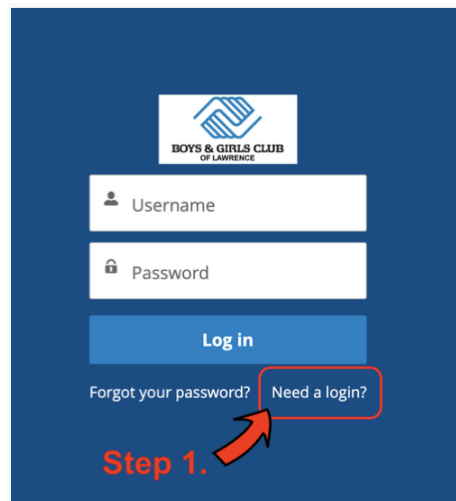 BOYS & GIRLS CLUB
OF LAWRENCE
Username
Password
Log in
Forgot your password? Need a login?
Step 1.